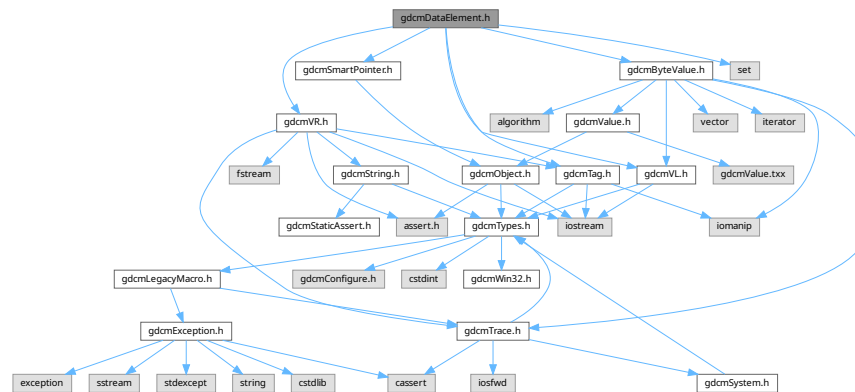 gdcmDataElement.h
gdcmSmartPointer.h
gdcmByteValue.h
set
gdcmVR.h
algorithm
gdcmValue.h
vector
iterator
fstream
gdcmString.h
gdcmObject.h
gdcmTag.h
gdcmVL.h
gdcmValue.txx
gdcmStaticAssert.h
assert.h
gdcmTypes.h
iostream
iomanip
gdcmLegacyMacro.h
gdcmConfigure.h
cstdint
gdcmWin32.h
gdcmException.h
gdcmTrace.h
exception
sstream
stdexcept
string
cstdlib
cassert
iosfwd
gdcmSystem.h